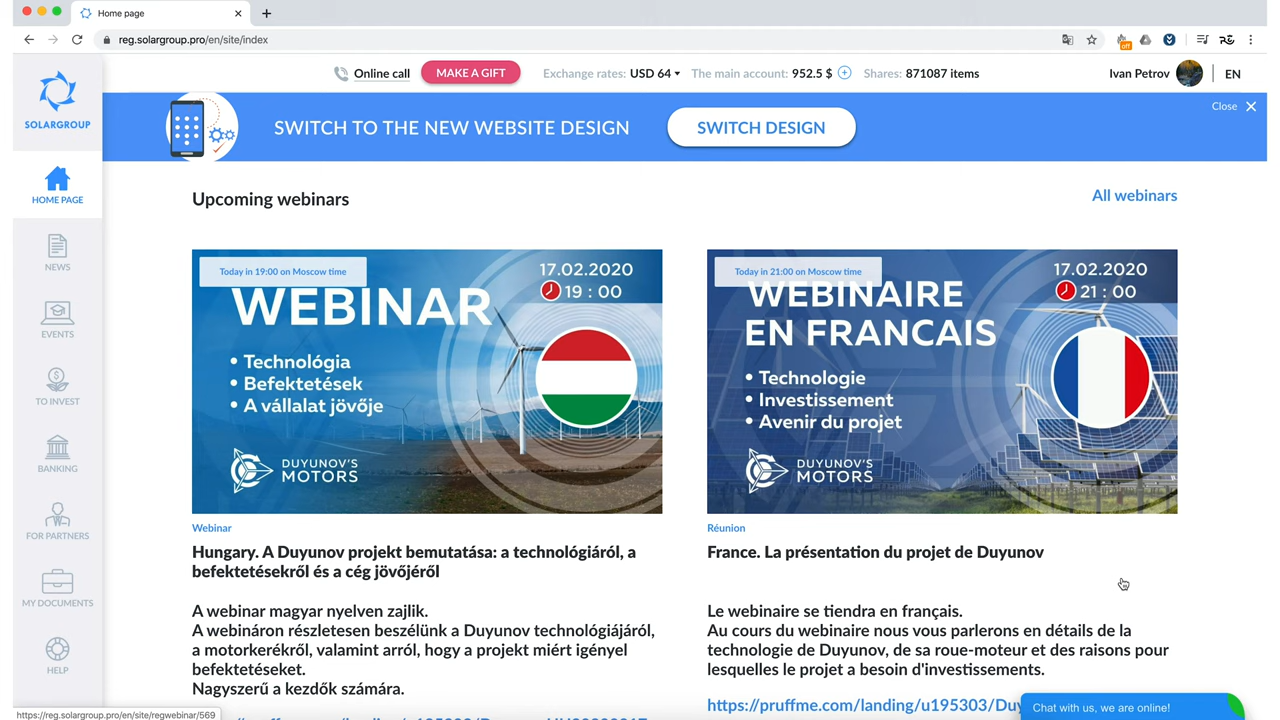 Home page
reg.solargroup.pro/en/site/index
off
SOLARGROUP
Online call
MAKE A GIFT
Exchange rates: USD 64
The main account: 952.5 $
Shares: 871087 items
Ivan Petrov
EN
SWITCH TO THE NEW WEBSITE DESIGN
SWITCH DESIGN
Close
HOME PAGE
NEWS
EVENTS
TO INVEST
BANKING
FOR PARTNERS
MY DOCUMENTS
HELP
Upcoming webinars
All webinars
Today in 19:00 on Moscow time
17.02.2020
19 : 00
WEBINAR
• Technológia
• Befektetések
• A vállalat jövője
DUYUNOV'S
MOTORS
Webinar
Hungary. A Duyunov projekt bemutatása: a technológiáról, a
befektetésekről és a cég jövőjéről
A webinar magyar nyelven zajlik.
A webináron részletesen beszélünk a Duyunov technológiájáról,
a motorkerékről, valamint arról, hogy a projekt miért igényel
befektetéseket.
Nagyszerű a kezdők számára.
Today in 21:00 on Moscow time
17.02.2020
21 : 00
WEBINAIRE
EN FRANCAIS
• Technologie
• Investissement
• Avenir du projet
DUYUNOV'S
MOTORS
Réunion
France. La présentation du projet de Duyunov
Le webinaire se tiendra en français.
Au cours du webinaire nous vous parlerons en détails de la
technologie de Duyunov, de sa roue-moteur et des raisons pour
lesquelles le projet a besoin d'investissements.
https://pruffme.com/landing/u195303/Duy
Chat with us, we are online!
https://reg.solargroup.pro/en/site/regwebinar/569